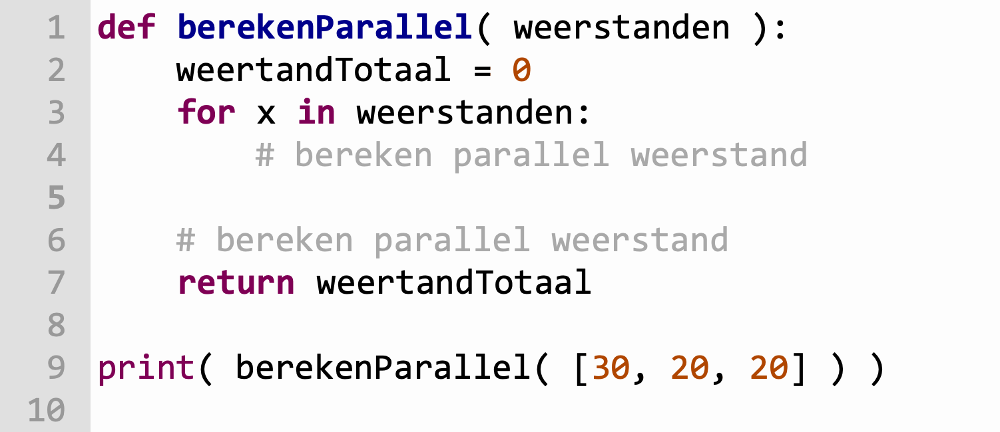 1 def berekenParallel( weerstanden ):
2     weertandTotaal = 0
3     for x in weerstanden:
4         # bereken parallel weerstand
5
6     # bereken parallel weerstand
7     return weertandTotaal
8
9 print( berekenParallel( [30, 20, 20] ) )
10